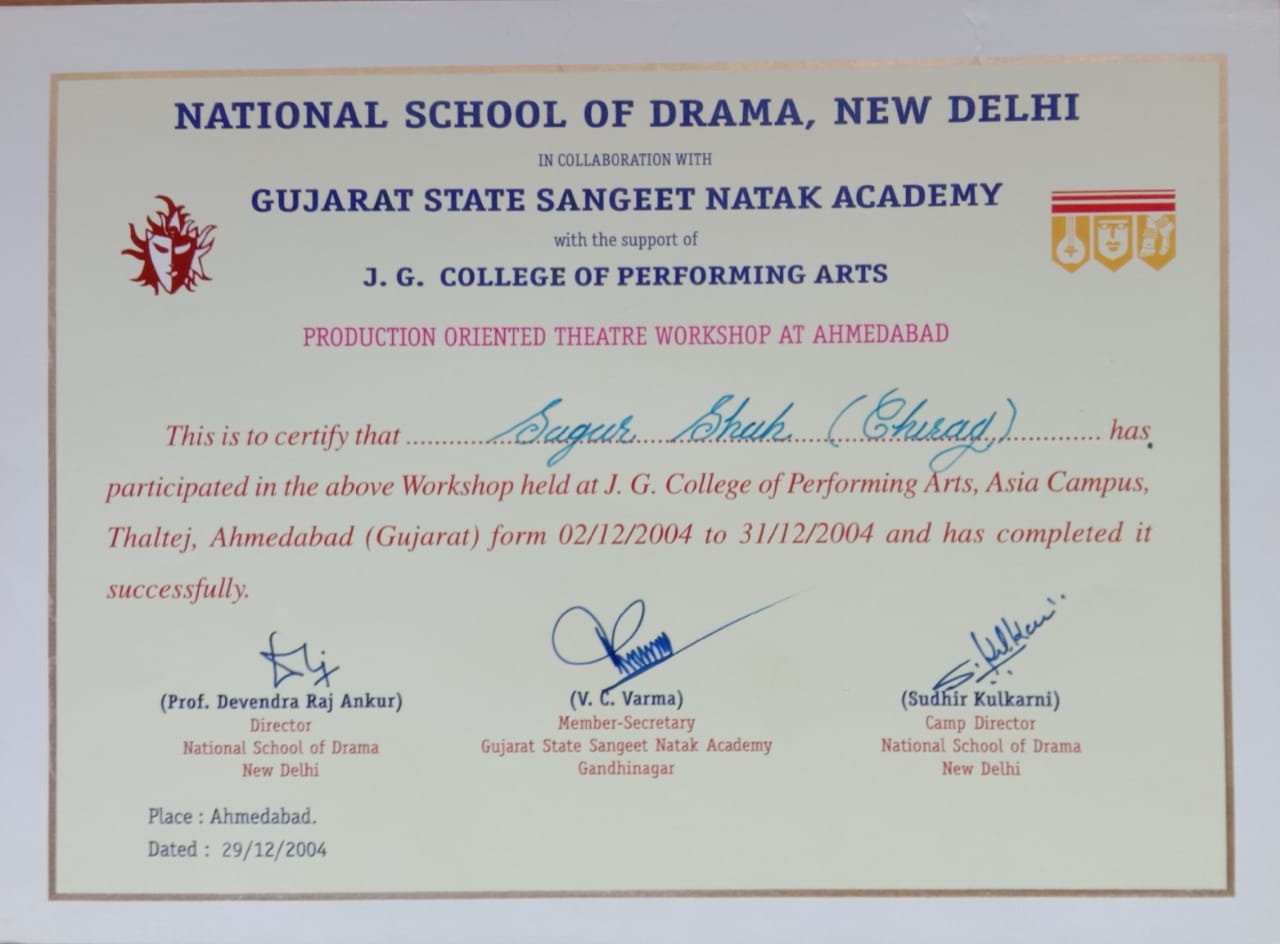 NATIONAL SCHOOL OF DRAMA, NEW DELHI
IN COLLABORATION WITH
GUJARAT STATE SANGEET NATAK ACADEMY
with the support of
J. G. COLLEGE OF PERFORMING ARTS
PRODUCTION ORIENTED THEATRE WORKSHOP AT AHMEDABAD
This is to certify that ........... Sagar Shah (Chirag) ........... has
participated in the above Workshop held at J. G. College of Performing Arts, Asia Campus,
Thaltej, Ahmedabad (Gujarat) form 02/12/2004 to 31/12/2004 and has completed it
successfully.
S. Kulkarni
(Prof. Devendra Raj Ankur) (V. C. Varma) (Sudhir Kulkarni)
Director Member-Secretary Camp Director
National School of Drama Gujarat State Sangeet Natak Academy National School of Drama
New Delhi Gandhinagar New Delhi
Place : Ahmedabad.
Dated : 29/12/2004